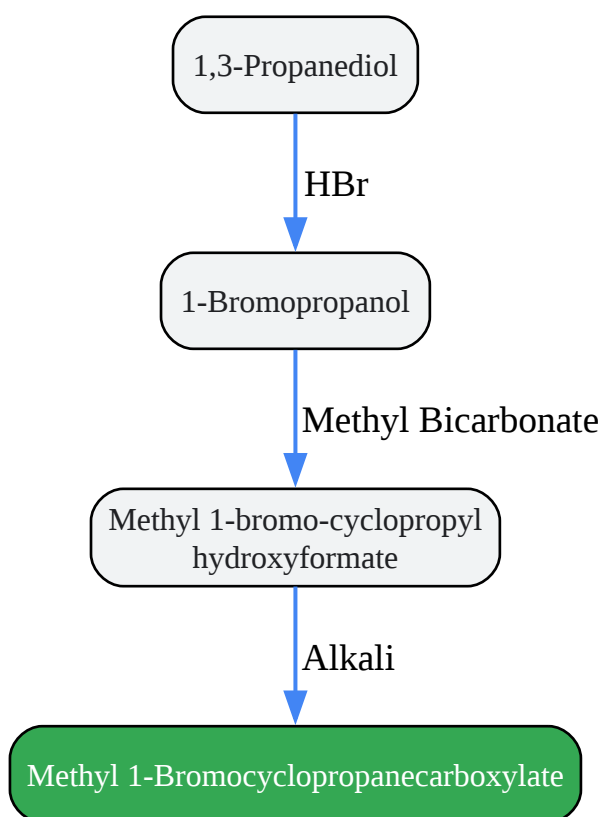 1,3-Propanediol
HBr
1-Bromopropanol
Methyl Bicarbonate
Methyl 1-bromo-cyclopropyl
hydroxyformate
Alkali
Methyl 1-Bromocyclopropanecarboxylate